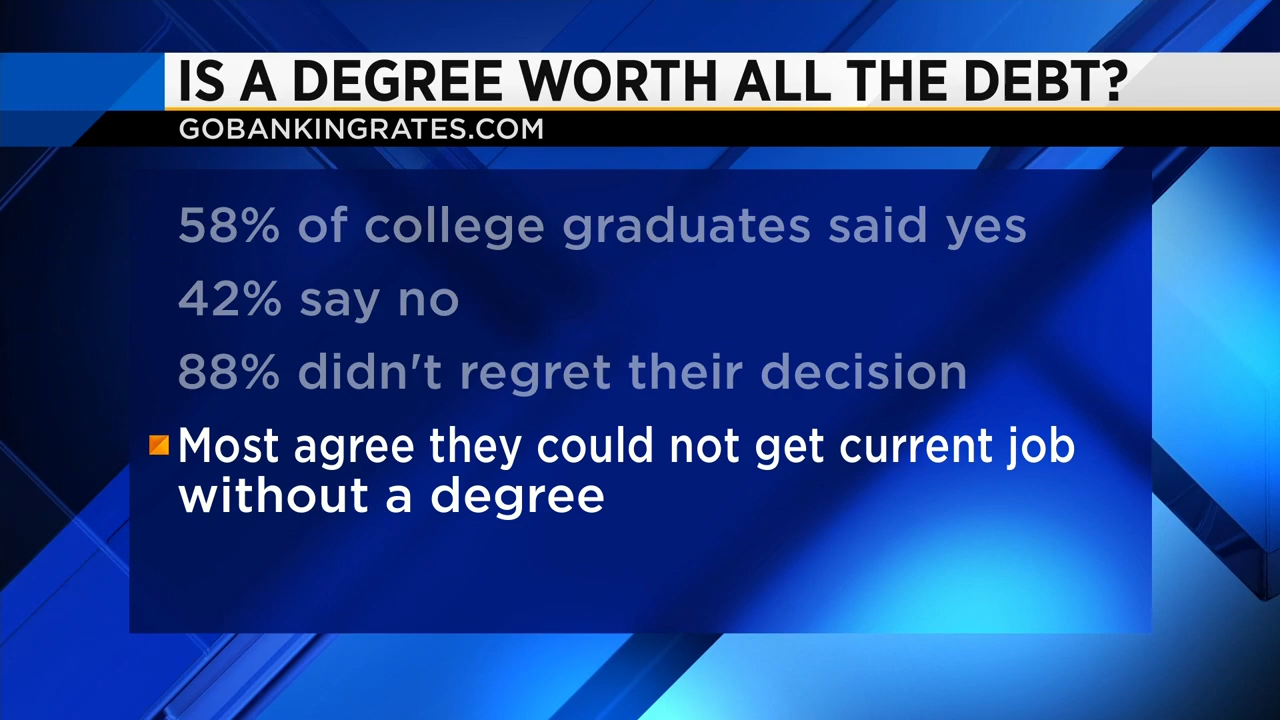 IS A DEGREE WORTH ALL THE DEBT?
GOBANKINGRATES.COM
58% of college graduates said yes
42% say no
88% didn't regret their decision
Most agree they could not get current job
without a degree